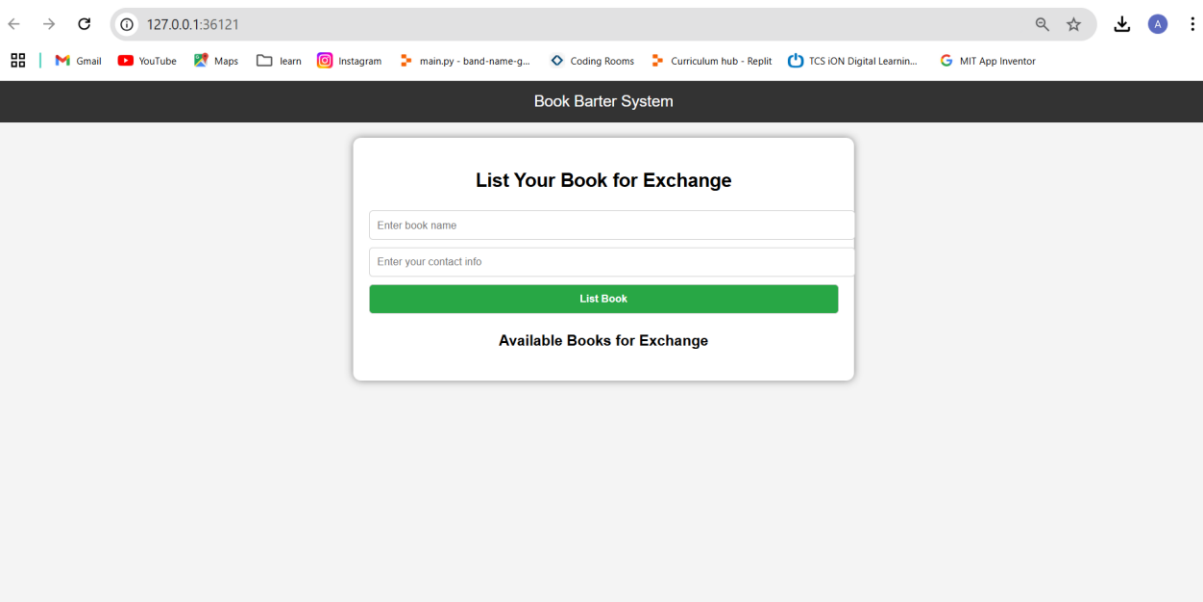 127.0.0.1:36121
A
Gmail YouTube Maps learn Instagram main.py - band-name-g... Coding Rooms Curriculum hub - Replit TCS iON Digital Learnin... MIT App Inventor
Book Barter System
List Your Book for Exchange
Enter book name
Enter your contact info
List Book
Available Books for Exchange